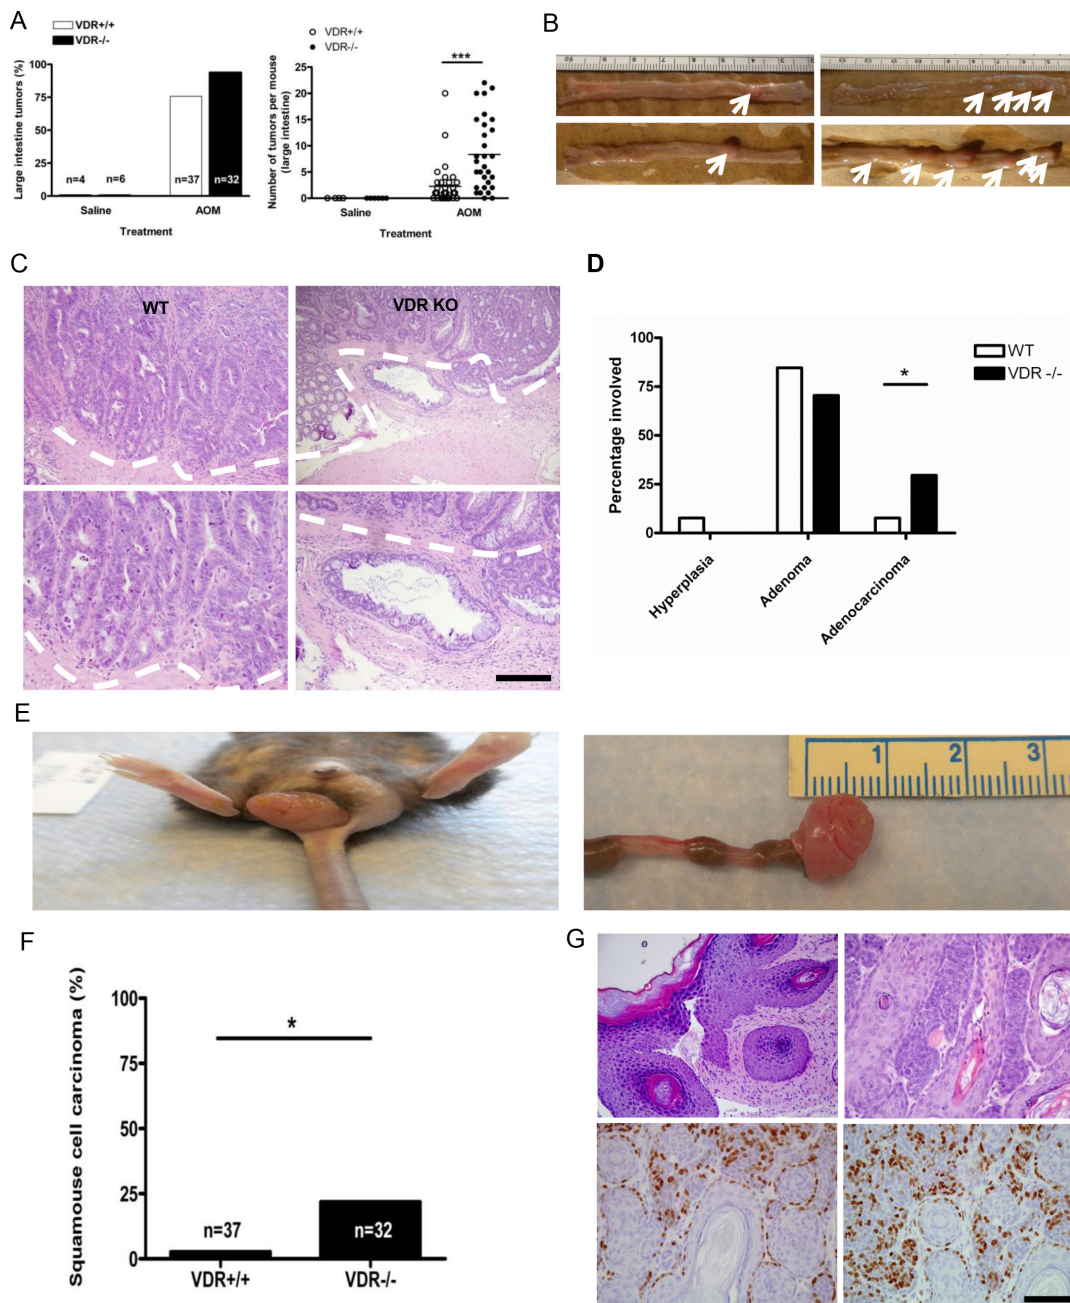 A
VDR+/+
VDR-/-
Large intestine tumors (%)
100
75
50
25
0
n=4
n=6
n=37
n=32
Saline
AOM
Treatment
VDR+/+
VDR-/-
Number of tumors per mouse
(large intestine)
25
20
15
10
5
0
***
Saline
AOM
Treatment
B
C
WT
VDR KO
D
Percentage involved
100
75
50
25
0
*
WT
VDR -/-
Hyperplasia
Adenoma
Adenocarcinoma
E
1
2
3
F
Squamouse cell carcinoma (%)
100
75
50
25
0
*
n=37
n=32
VDR+/+
VDR-/-
G